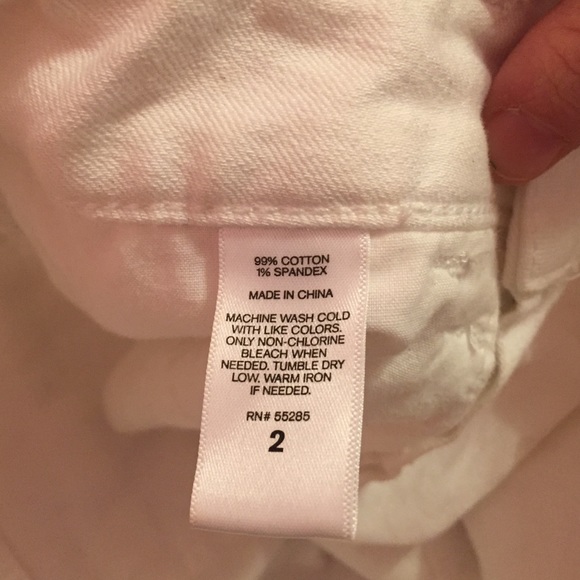 99% COTTON
1% SPANDEX
MADE IN CHINA
MACHINE WASH COLD
WITH LIKE COLORS.
ONLY NON-CHLORINE
BLEACH WHEN
NEEDED. TUMBLE DRY
LOW. WARM IRON
IF NEEDED.
RN# 55285
2